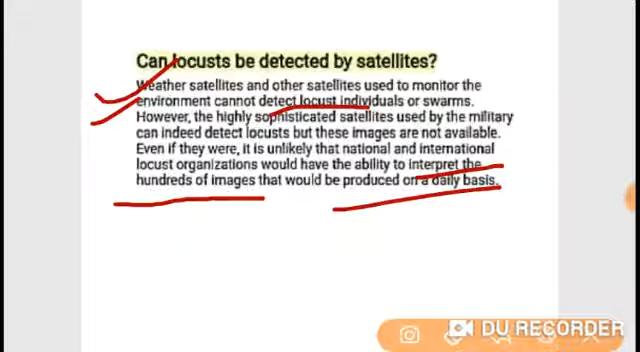 Can locusts be detected by satellites?
Weather satellites and other satellites used to monitor the
environment cannot detect locust individuals or swarms.
However, the highly sophisticated satellites used by the military
can indeed detect locusts but these images are not available.
Even if they were, it is unlikely that national and international
locust organizations would have the ability to interpret the
hundreds of images that would be produced on a daily basis.
DU RECORDER